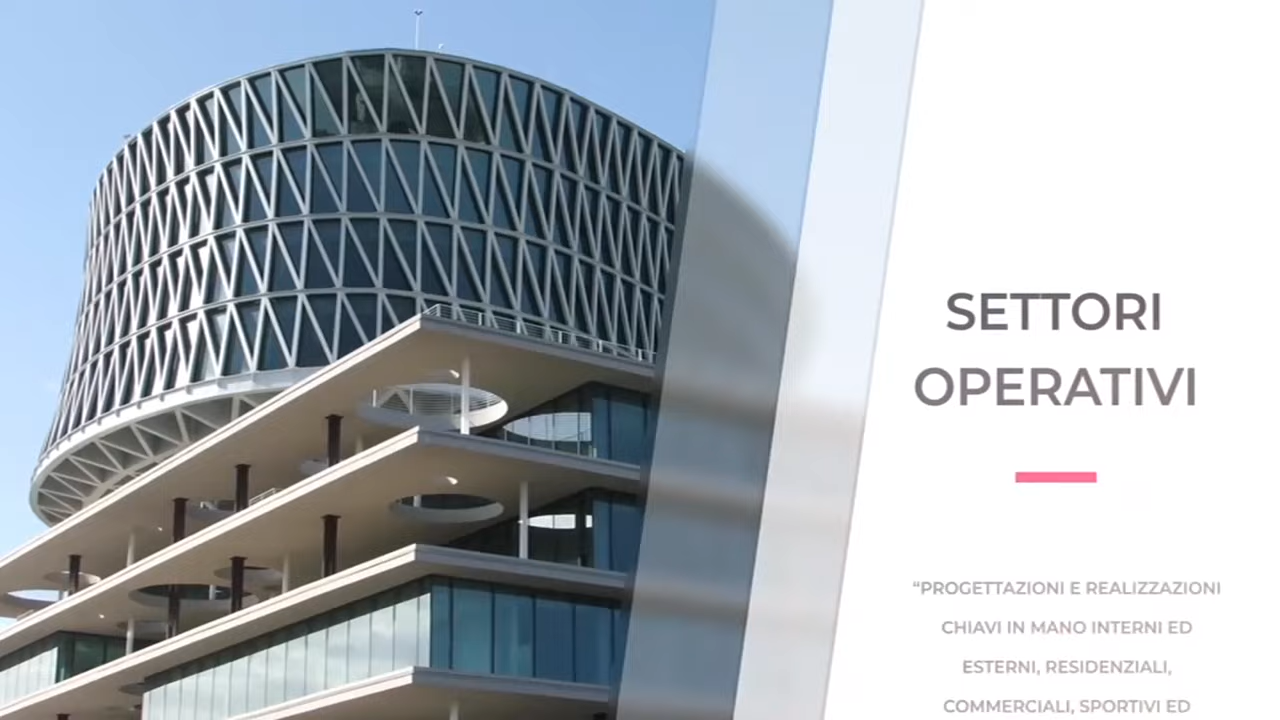 SETTORI
OPERATIVI
“PROGETTAZIONI E REALIZZAZIONI
CHIAVI IN MANO INTERNI ED
ESTERNI, RESIDENZIALI,
COMMERCIALI, SPORTIVI ED